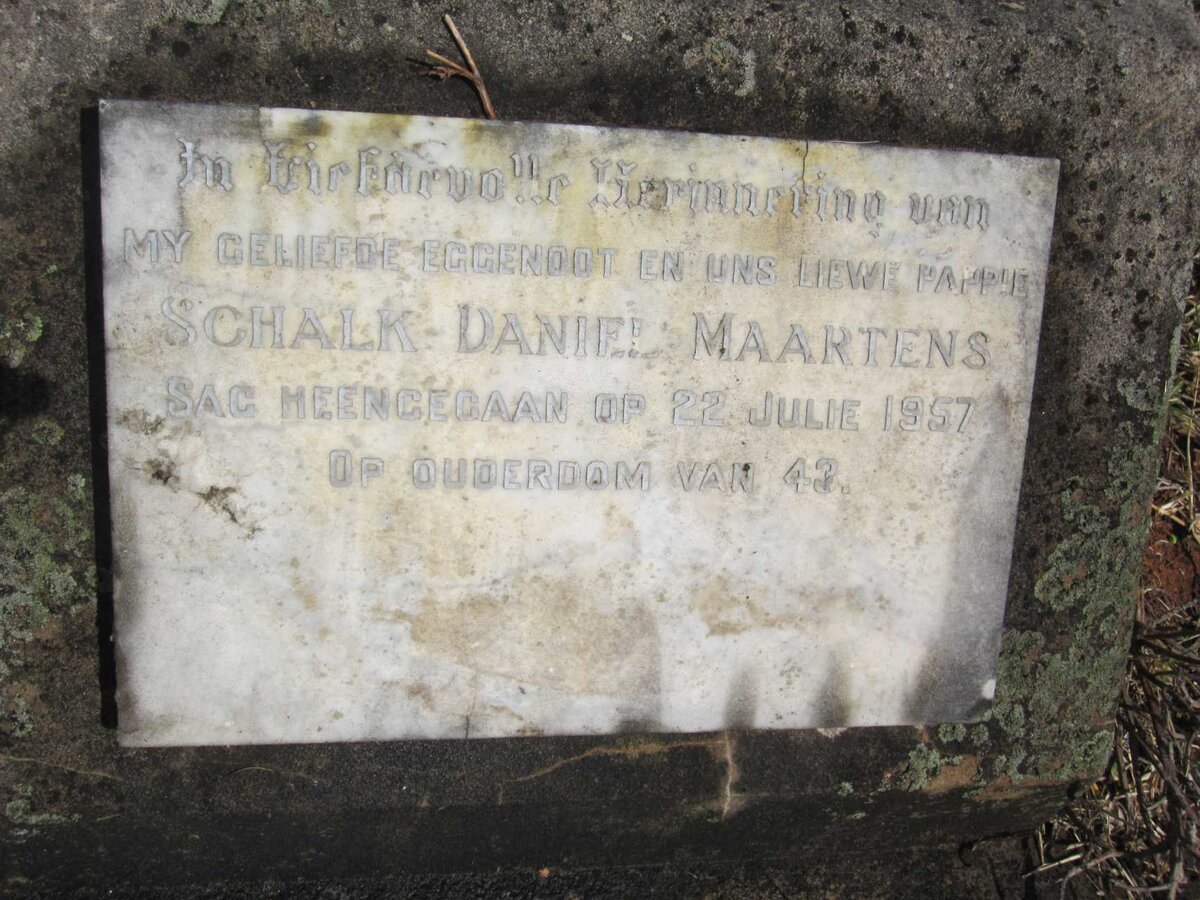 In Liefdevolle Herinnering van
MY GELIEFDE EGGENOOT EN ONS LIEWE PAPPIE
SCHALK DANIEL MAARTENS
SAG HEENGEGAAN OP 22 JULIE 1957
OP OUDERDOM VAN 43.